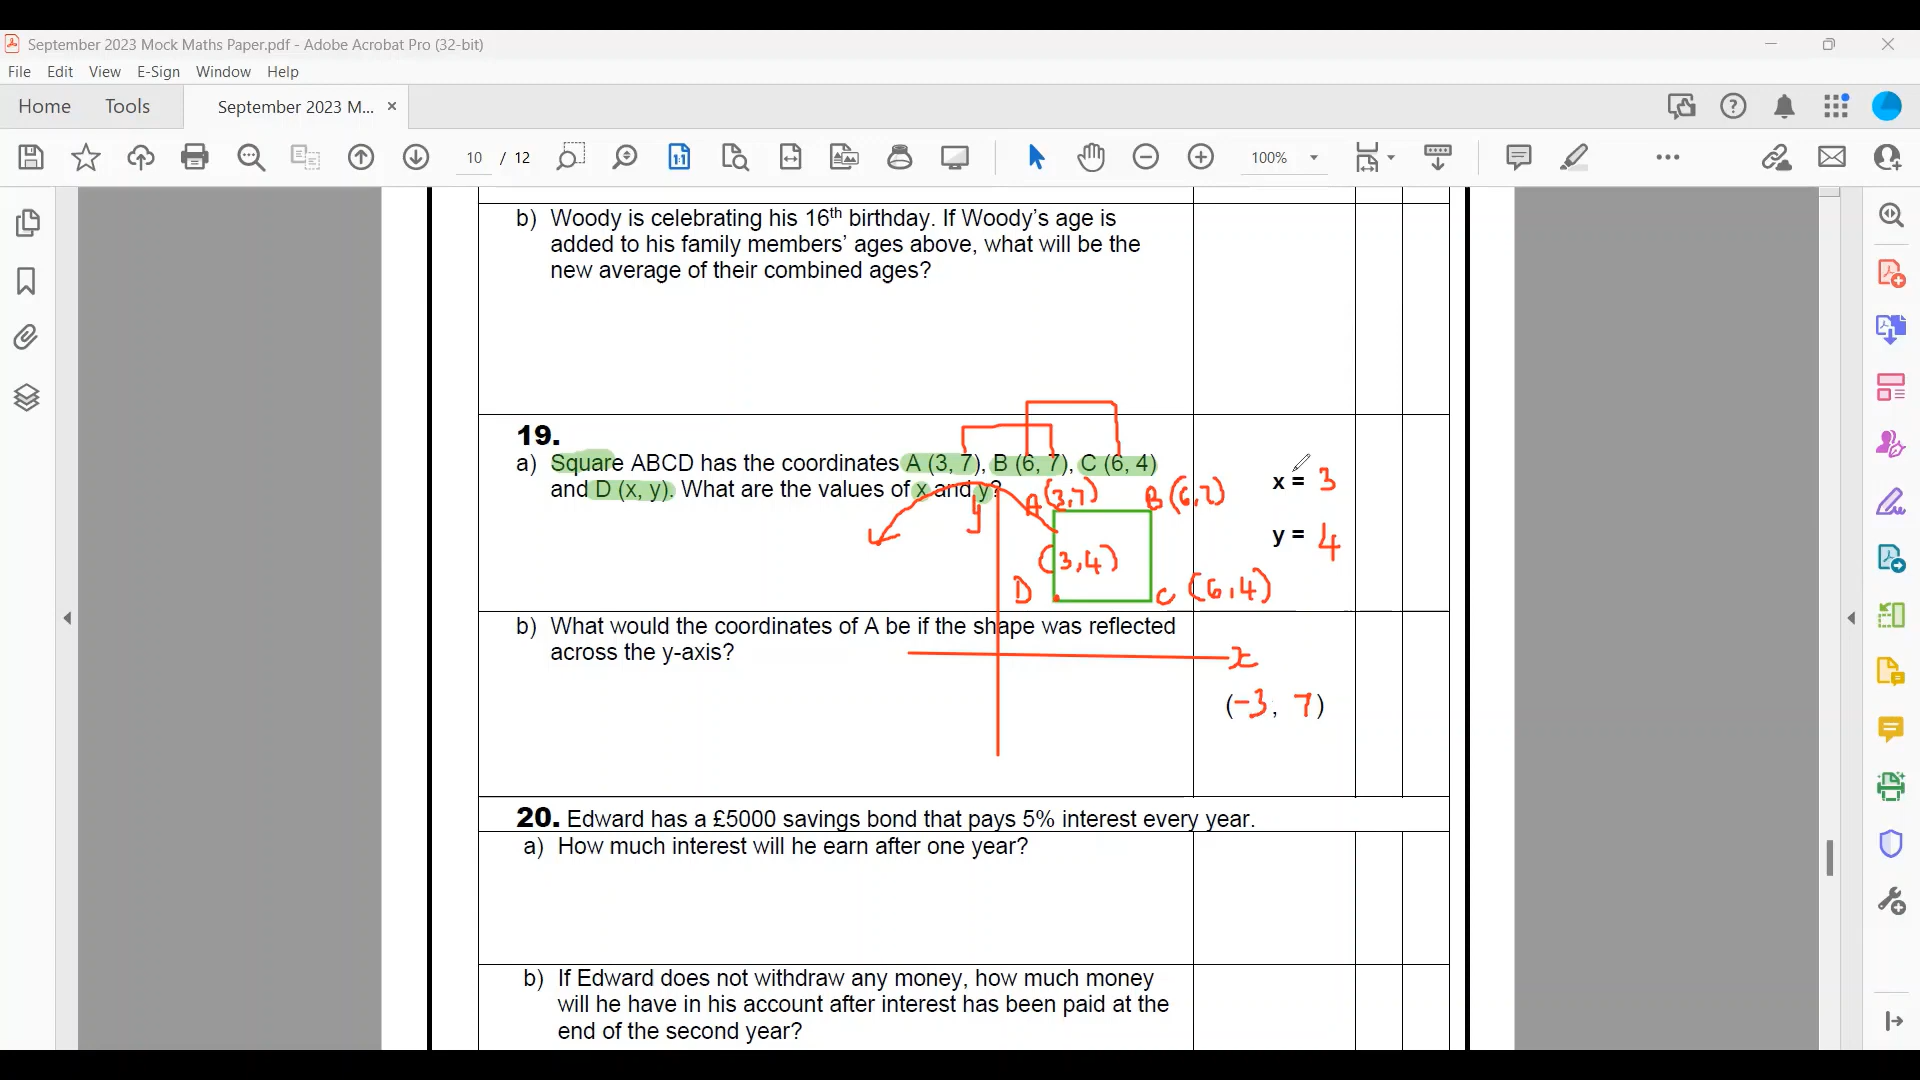 September 2023 Mock Maths Paper.pdf - Adobe Acrobat Pro (32-bit)
File Edit View E-Sign Window Help
Home Tools September 2023 M... ×
10 / 12 1:1 100%
b) Woody is celebrating his 16th birthday. If Woody’s age is
added to his family members’ ages above, what will be the
new average of their combined ages?
19.
a) Square ABCD has the coordinates A (3, 7), B (6, 7), C (6, 4)
and D (x, y). What are the values of x and y?
x = 3
y = 4
y
A (3,7) B (6,7)
(3,4)
D C (6,4)
b) What would the coordinates of A be if the shape was reflected
across the y-axis?
x
(-3, 7)
20. Edward has a £5000 savings bond that pays 5% interest every year.
a) How much interest will he earn after one year?
b) If Edward does not withdraw any money, how much money
will he have in his account after interest has been paid at the
end of the second year?